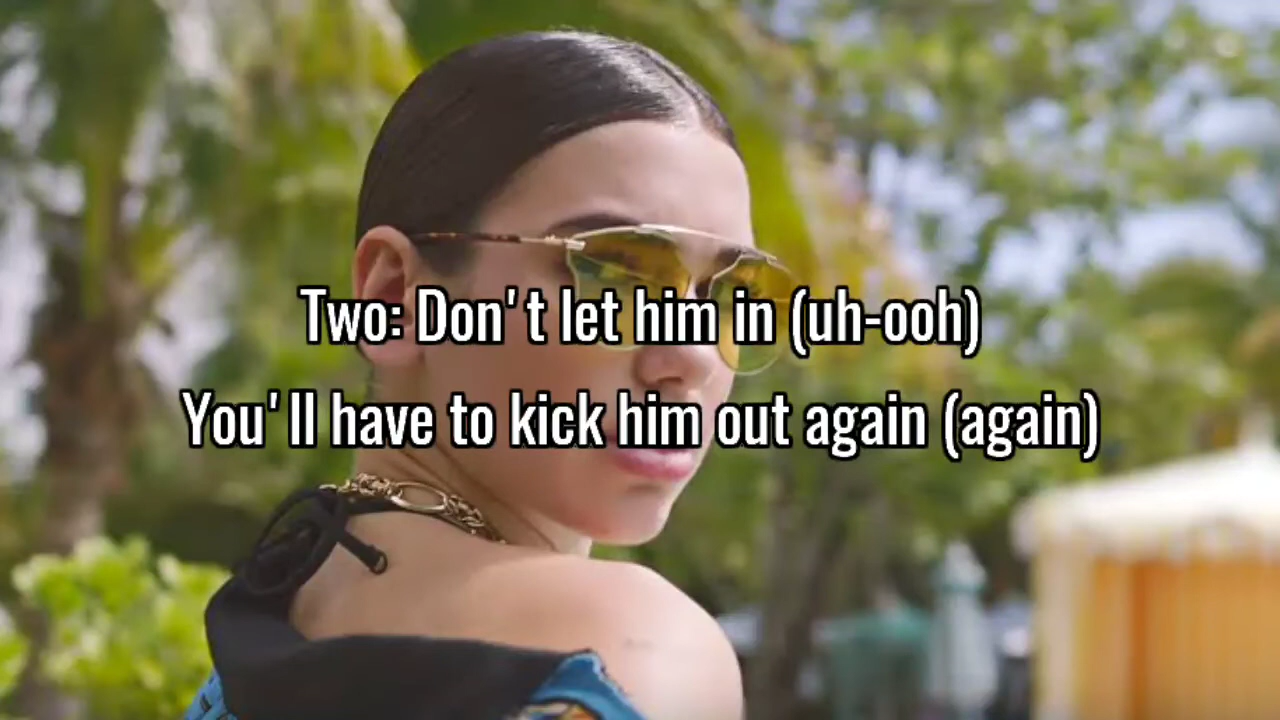 Two: Don't let him in (uh-ooh)
You'll have to kick him out again (again)